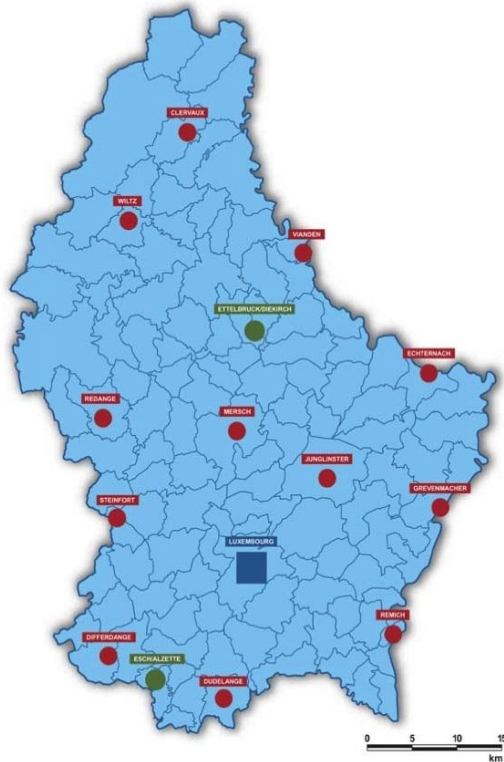 CLERVAUX
WILTZ
VIANDEN
ETTELBRUCK/DIEKIRCH
ECHTERNACH
REDANGE
MERSCH
JUNGLINSTER
GREVENMACHER
STEINFORT
LUXEMBOURG
REMICH
DIFFERDANGE
ESCH/ALZETTE
DUDELANGE
0 5 10 15
km